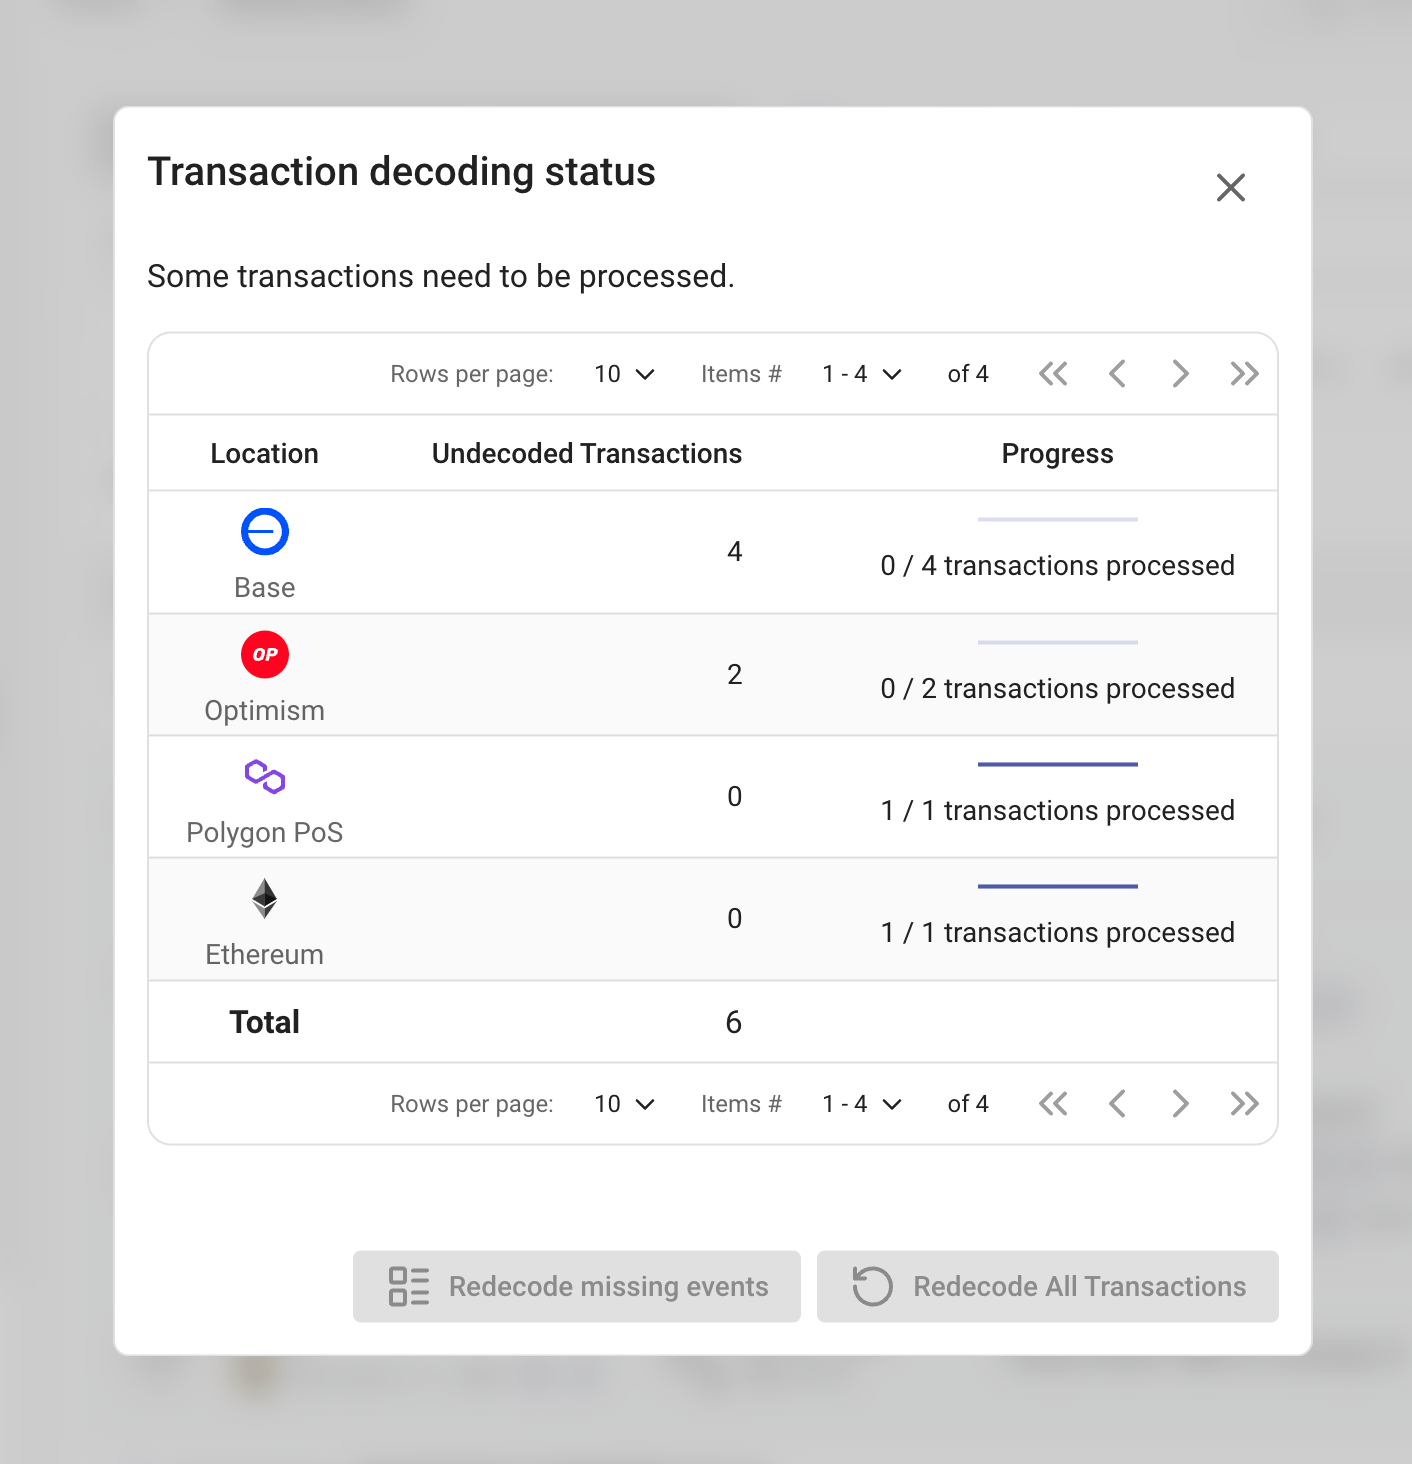 Transaction decoding status
Some transactions need to be processed.
Rows per page: 10 Items # 1 - 4 of 4
Location Undecoded Transactions Progress
Base 4 0 / 4 transactions processed
OP
Optimism 2 0 / 2 transactions processed
Polygon PoS 0 1 / 1 transactions processed
Ethereum 0 1 / 1 transactions processed
Total 6
Rows per page: 10 Items # 1 - 4 of 4
Redecode missing events Redecode All Transactions